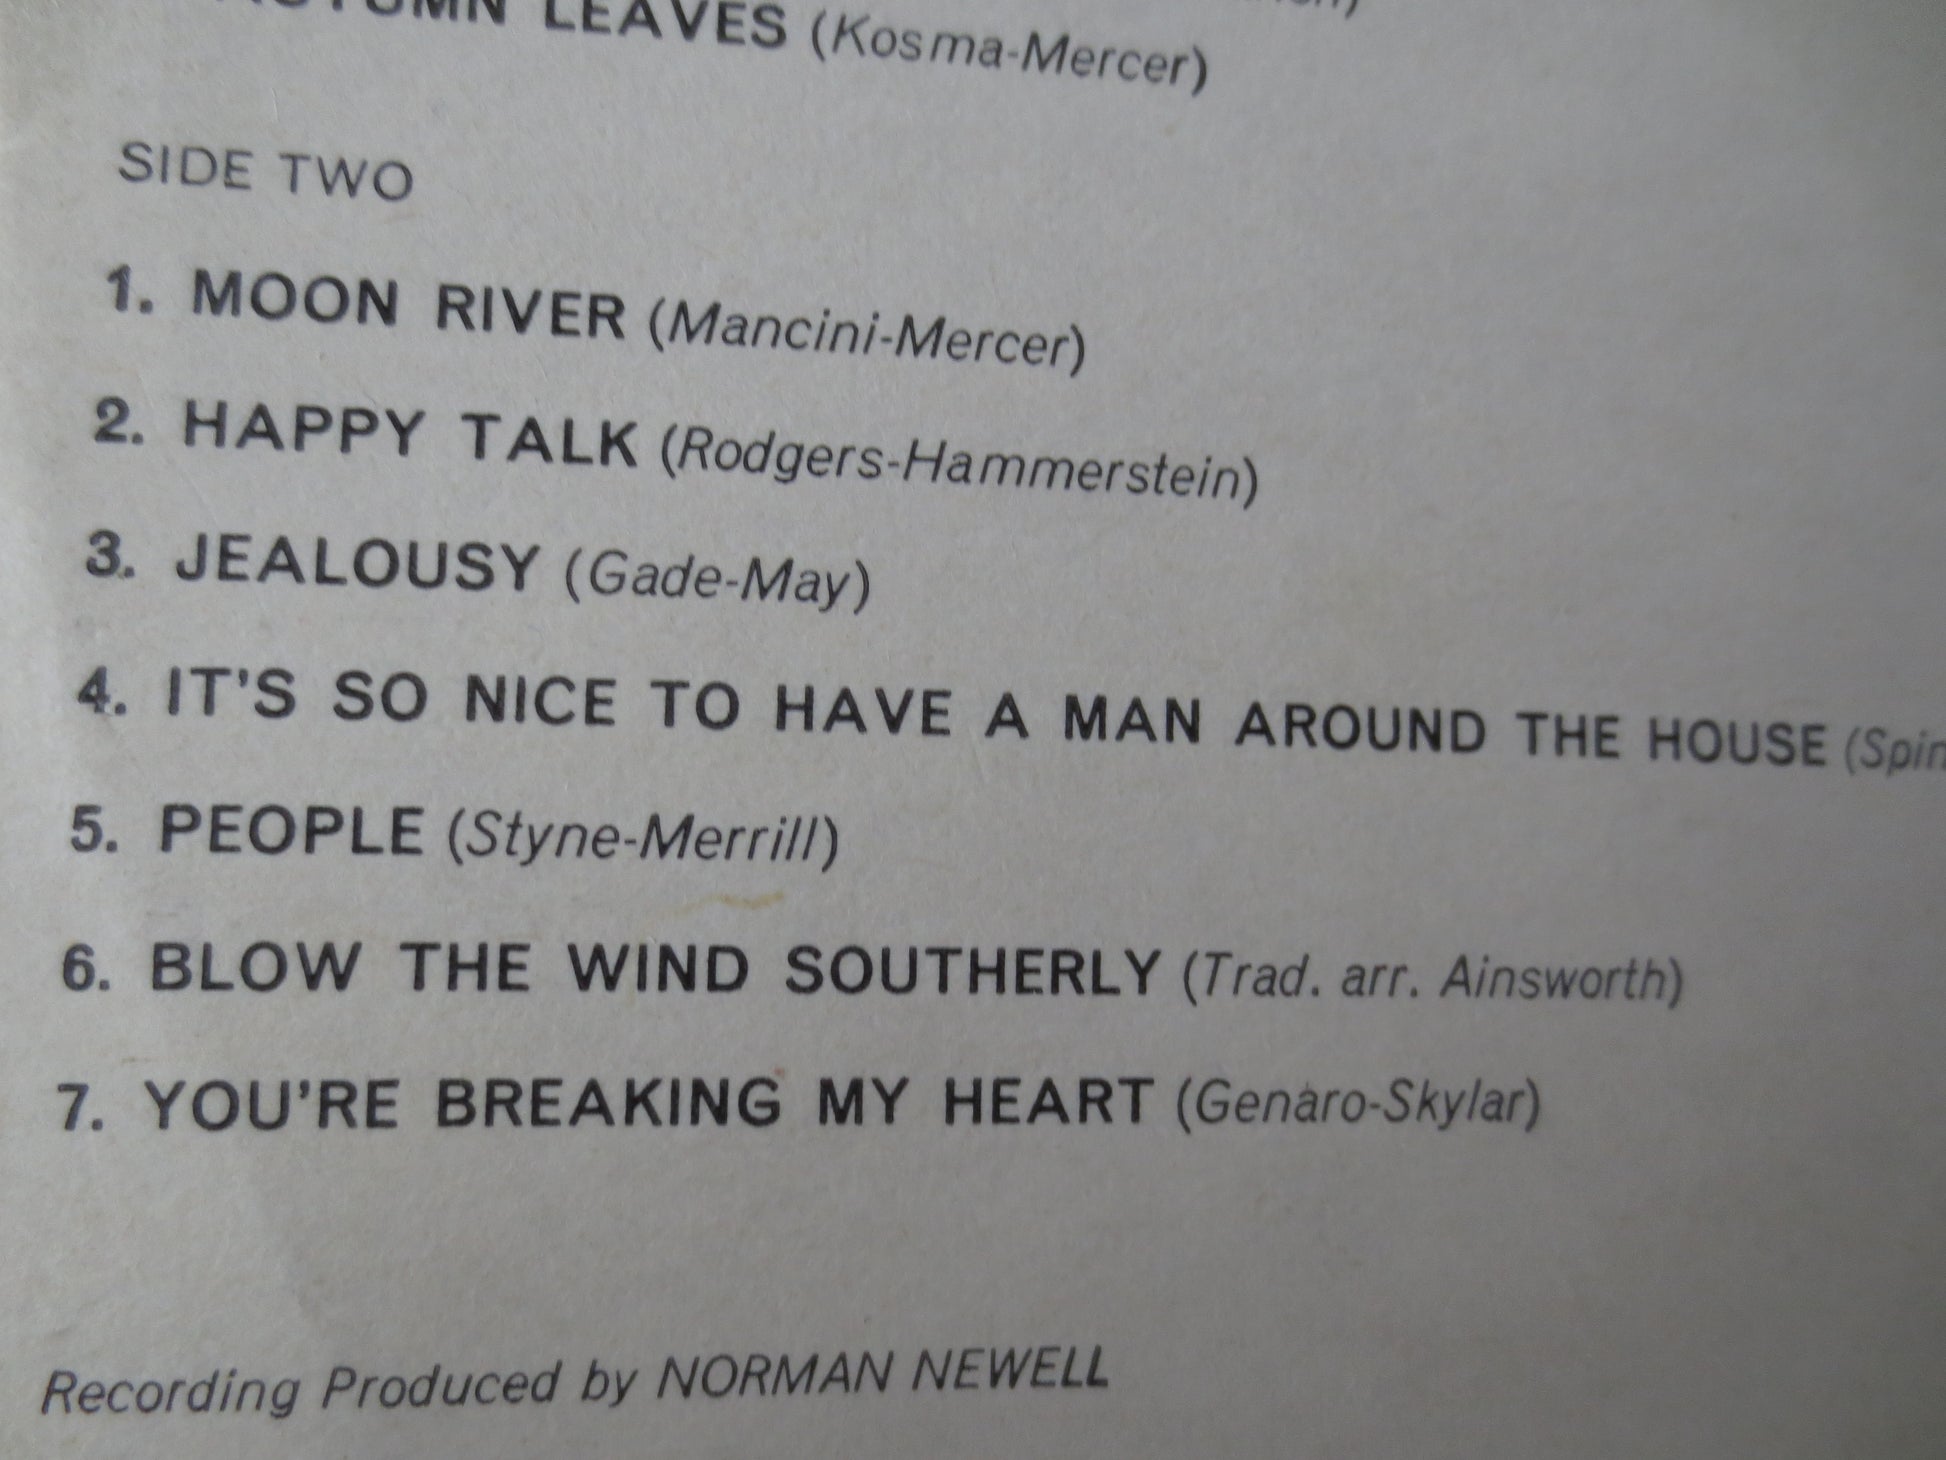 LEAVES (Kosma-Mercer)
SIDE TWO
1. MOON RIVER (Mancini-Mercer)
2. HAPPY TALK (Rodgers-Hammerstein)
3. JEALOUSY (Gade-May)
4. IT'S SO NICE TO HAVE A MAN AROUND THE HOUSE (Spin
5. PEOPLE (Styne-Merrill)
6. BLOW THE WIND SOUTHERLY (Trad. arr. Ainsworth)
7. YOU'RE BREAKING MY HEART (Genaro-Skylar)
Recording Produced by NORMAN NEWELL